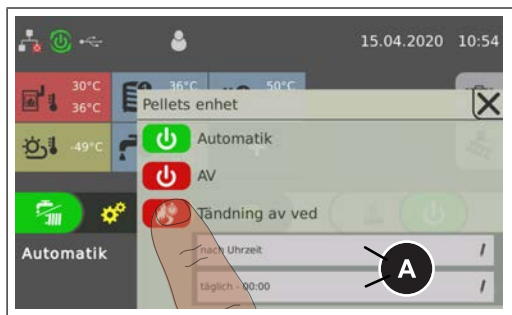 15.04.2020 10:54
30°C
36°C
36°C
50°C
-49°C
Pellets enhet
Automatik
AV
Tändning av ved
Automatik
nach Uhrzeit
täglich - 00:00
A